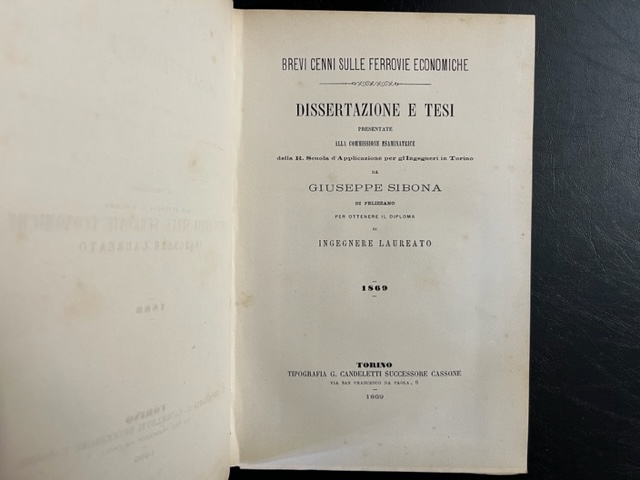 BREVI CENNI SULLE FERROVIE ECONOMICHE
DISSERTAZIONE E TESI
PRESENTATE
ALLA COMMISSIONE ESAMINATRICE
della R. Scuola d'Applicazione per gl'Ingegneri in Torino
DA
GIUSEPPE SIBONA
DI FELIZZANO
PER OTTENERE IL DIPLOMA
DI
INGEGNERE LAUREATO
1869
TORINO
TIPOGRAFIA G. CANDELETTI SUCCESSORE CASSONE
VIA SAN FRANCESCO DA PAOLA, 6
1869